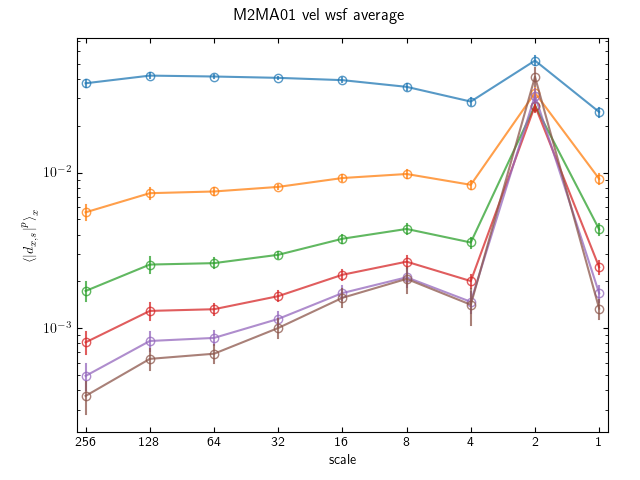 M2MA01 vel wsf average
⟨|d_{x,s}|^p⟩_x
10^{-2}
10^{-3}
256 128 64 32 16 8 4 2 1
scale